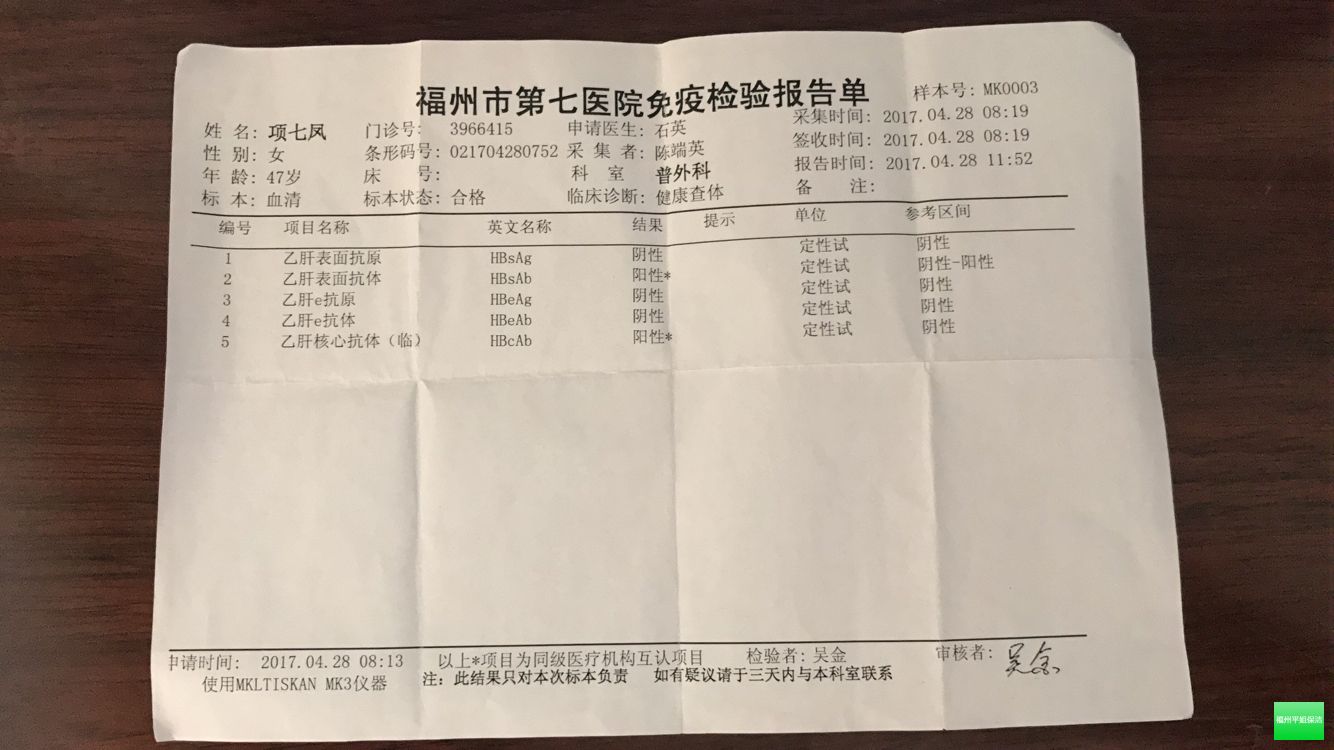 福州市第七医院免疫检验报告单
样本号: MK0003
姓 名: 项七凤 门诊号: 3966415 申请医生: 石英 采集时间: 2017.04.28 08:19
性 别: 女 条形码号: 021704280752 采 集 者: 陈端英 签收时间: 2017.04.28 08:19
年 龄: 47岁 床 号: 科 室 普外科 报告时间: 2017.04.28 11:52
标 本: 血清 标本状态: 合格 临床诊断: 健康查体 备 注:
编号 项目名称 英文名称 结果 提示 单位 参考区间
1 乙肝表面抗原 HBsAg 阴性 定性试 阴性
2 乙肝表面抗体 HBsAb 阳性* 定性试 阴性-阳性
3 乙肝e抗原 HBeAg 阴性 定性试 阴性
4 乙肝e抗体 HBeAb 阴性 定性试 阴性
5 乙肝核心抗体（临） HBcAb 阳性* 定性试 阴性
申请时间: 2017.04.28 08:13 以上*项目为同级医疗机构互认项目 检验者: 吴金 审核者: 吴金
使用MKLTISKAN MK3仪器 注: 此结果只对本次标本负责 如有疑议请于三天内与本科室联系
福州平姐保洁